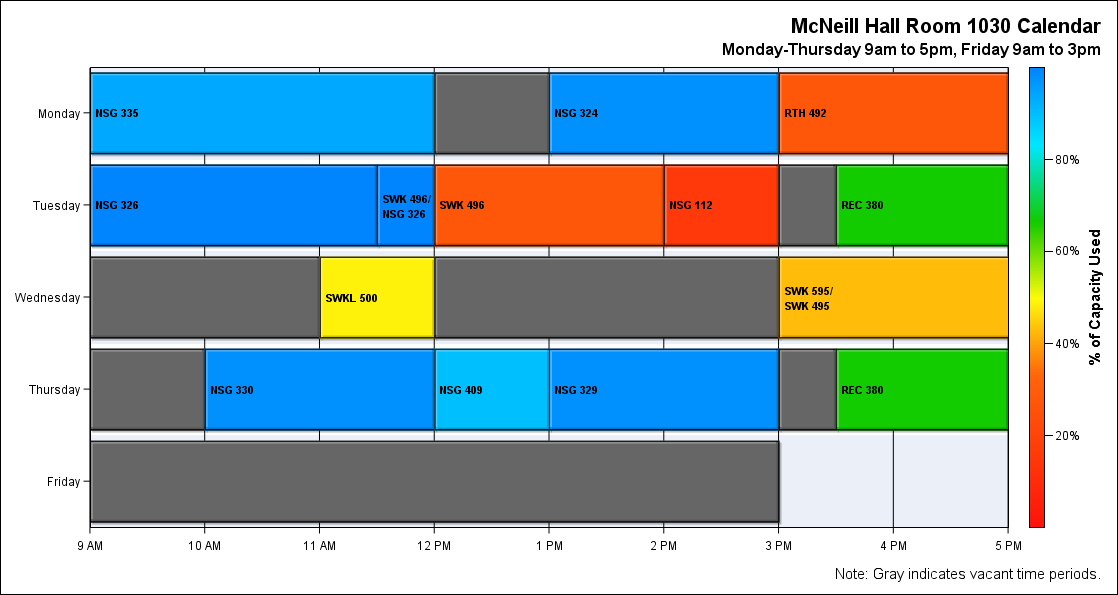 McNeill Hall Room 1030 Calendar
Monday-Thursday 9am to 5pm, Friday 9am to 3pm
Monday
NSG 335
NSG 324
RTH 492
Tuesday
NSG 326
SWK 496/
NSG 326
SWK 496
NSG 112
REC 380
Wednesday
SWKL 500
SWK 595/
SWK 495
Thursday
NSG 330
NSG 409
NSG 329
REC 380
Friday
9 AM
10 AM
11 AM
12 PM
1 PM
2 PM
3 PM
4 PM
5 PM
80%
60%
40%
20%
% of Capacity Used
Note: Gray indicates vacant time periods.